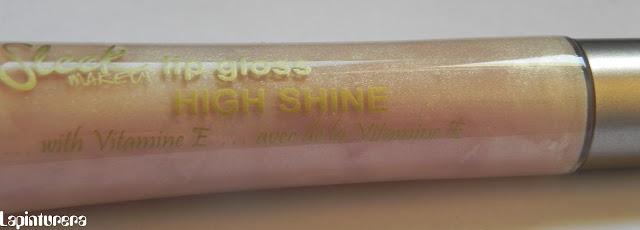 Sleek lip gloss
MAKEUP
HIGH SHINE
... with Vitamine E ... avec de la Vitamine E
Lapinturera